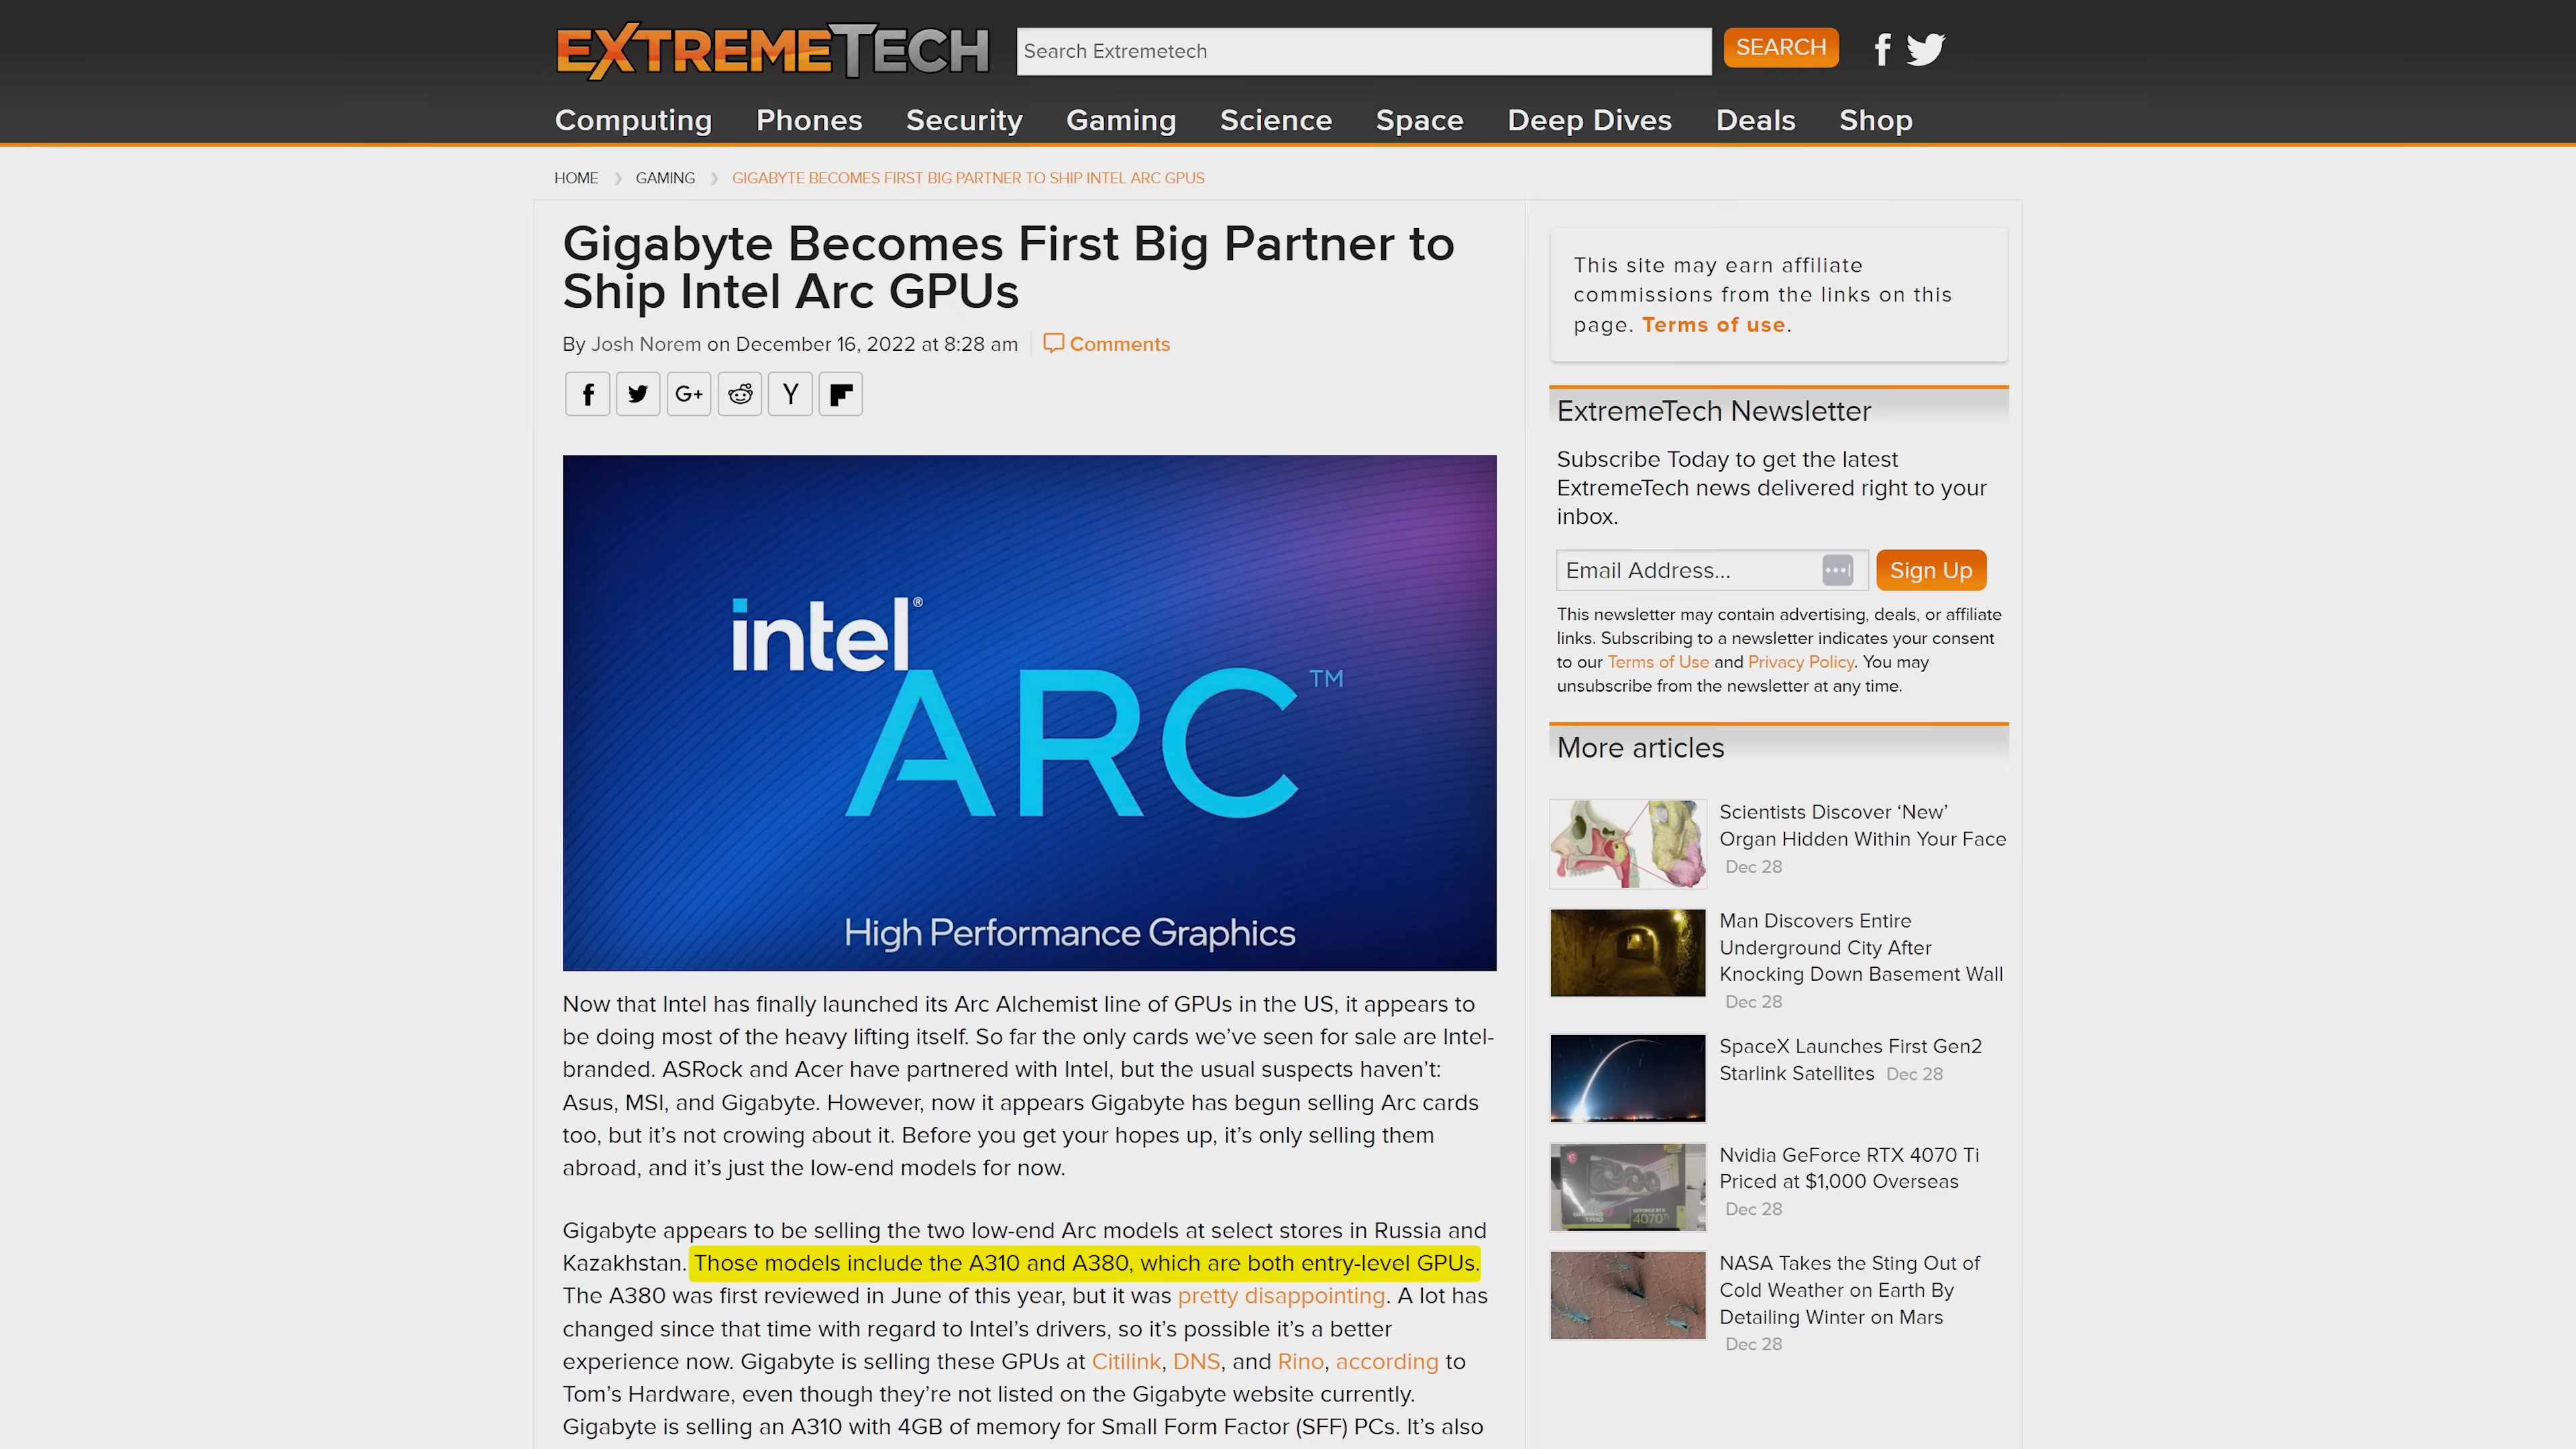 EXTREMETECH
Search Extremetech
SEARCH
Computing Phones Security Gaming Science Space Deep Dives Deals Shop
HOME GAMING GIGABYTE BECOMES FIRST BIG PARTNER TO SHIP INTEL ARC GPUS
Gigabyte Becomes First Big Partner to
Ship Intel Arc GPUs
By Josh Norem on December 16, 2022 at 8:28 am Comments
G+
Y
intel®
ARC™
High Performance Graphics
Now that Intel has finally launched its Arc Alchemist line of GPUs in the US, it appears to
be doing most of the heavy lifting itself. So far the only cards we've seen for sale are Intel-
branded. ASRock and Acer have partnered with Intel, but the usual suspects haven't:
Asus, MSI, and Gigabyte. However, now it appears Gigabyte has begun selling Arc cards
too, but it's not crowing about it. Before you get your hopes up, it's only selling them
abroad, and it's just the low-end models for now.
Gigabyte appears to be selling the two low-end Arc models at select stores in Russia and
Kazakhstan. Those models include the A310 and A380, which are both entry-level GPUs.
The A380 was first reviewed in June of this year, but it was pretty disappointing. A lot has
changed since that time with regard to Intel's drivers, so it's possible it's a better
experience now. Gigabyte is selling these GPUs at Citilink, DNS, and Rino, according to
Tom's Hardware, even though they're not listed on the Gigabyte website currently.
Gigabyte is selling an A310 with 4GB of memory for Small Form Factor (SFF) PCs. It's also
This site may earn affiliate
commissions from the links on this
page. Terms of use.
ExtremeTech Newsletter
Subscribe Today to get the latest
ExtremeTech news delivered right to your
inbox.
Email Address...
Sign Up
This newsletter may contain advertising, deals, or affiliate
links. Subscribing to a newsletter indicates your consent
to our Terms of Use and Privacy Policy. You may
unsubscribe from the newsletter at any time.
More articles
Scientists Discover 'New'
Organ Hidden Within Your Face
Dec 28
Man Discovers Entire
Underground City After
Knocking Down Basement Wall
Dec 28
SpaceX Launches First Gen2
Starlink Satellites Dec 28
Nvidia GeForce RTX 4070 Ti
Priced at $1,000 Overseas
Dec 28
4070
NASA Takes the Sting Out of
Cold Weather on Earth By
Detailing Winter on Mars
Dec 28